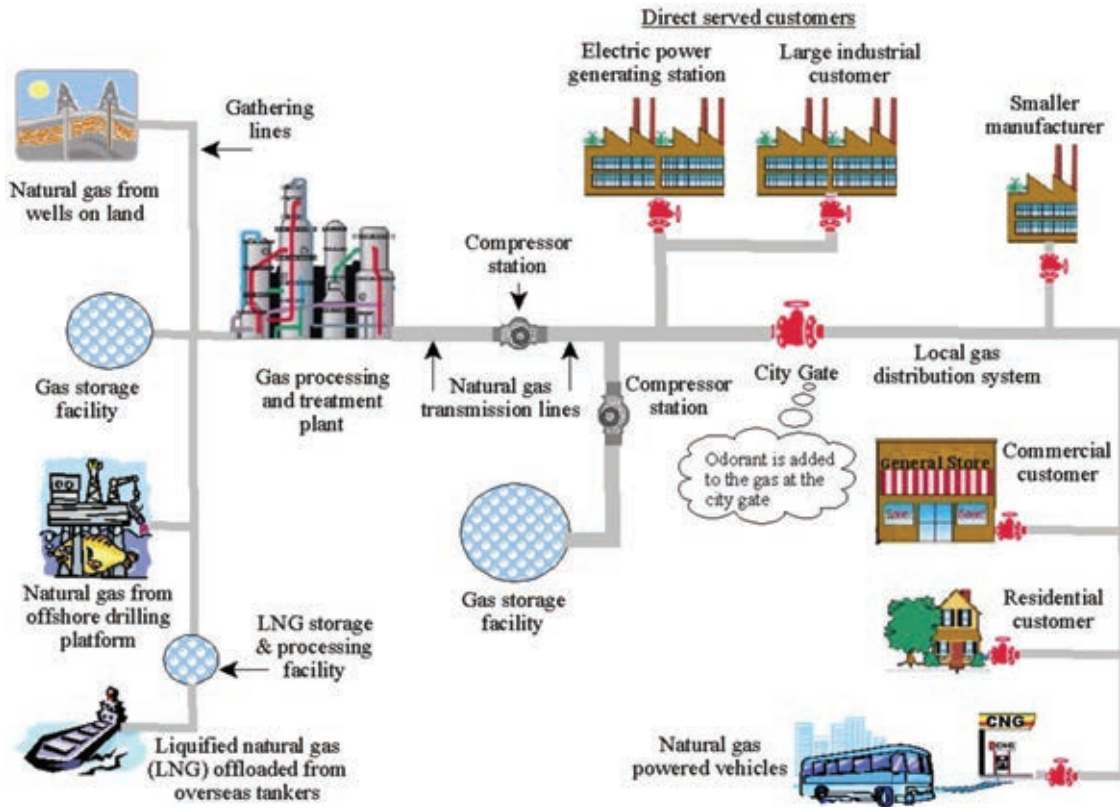 Direct served customers
Electric power
generating station
Large industrial
customer
Smaller
manufacturer
Gathering
lines
Natural gas from
wells on land
Compressor
station
Gas storage
facility
Gas processing
and treatment
plant
Natural gas
transmission lines
Compressor
station
City Gate
Local gas
distribution system
Odorant is added
to the gas at the
city gate
General Store
Sale!
Sale!
Commercial
customer
Natural gas from
offshore drilling
platform
Gas storage
facility
LNG storage
& processing
facility
Residential
customer
Liquified natural gas
(LNG) offloaded from
overseas tankers
Natural gas
powered vehicles
CNG